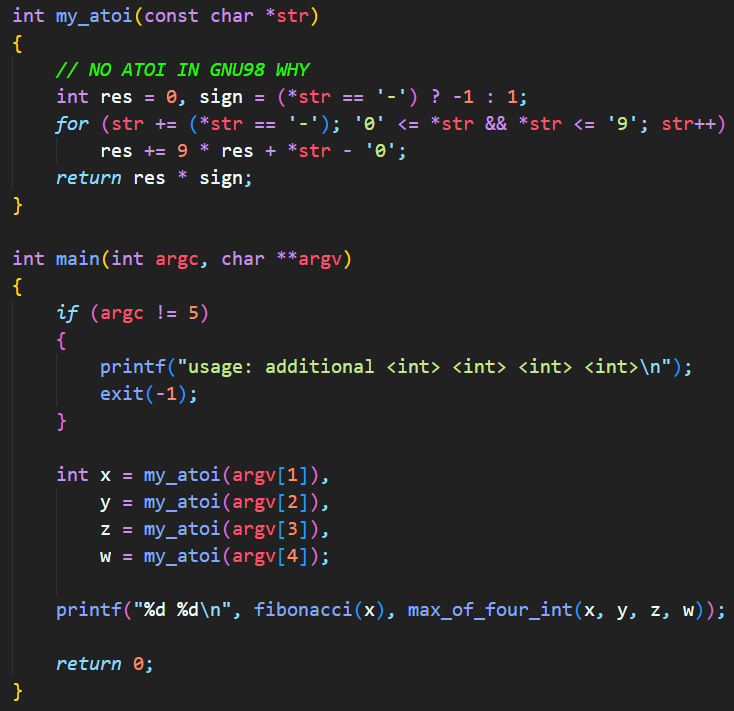 int my_atoi(const char *str)
{
    // NO ATOI IN GNU98 WHY
    int res = 0, sign = (*str == '-') ? -1 : 1;
    for (str += (*str == '-'); '0' <= *str && *str <= '9'; str++)
        res += 9 * res + *str - '0';
    return res * sign;
}

int main(int argc, char **argv)
{
    if (argc != 5)
    {
        printf("usage: additional <int> <int> <int> <int>\n");
        exit(-1);
    }

    int x = my_atoi(argv[1]),
        y = my_atoi(argv[2]),
        z = my_atoi(argv[3]),
        w = my_atoi(argv[4]);

    printf("%d %d\n", fibonacci(x), max_of_four_int(x, y, z, w));

    return 0;
}